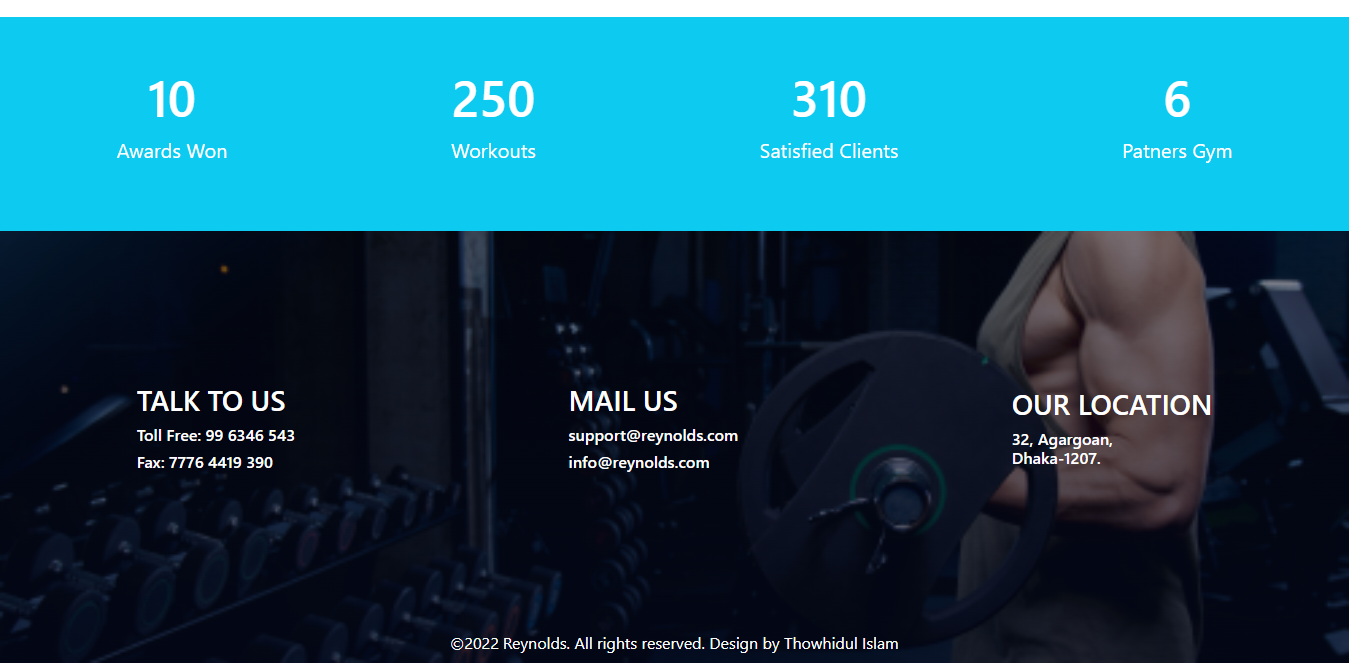 10
250
310
6
Awards Won
Workouts
Satisfied Clients
Patners Gym
TALK TO US
Toll Free: 99 6346 543
Fax: 7776 4419 390
MAIL US
support@reynolds.com
info@reynolds.com
OUR LOCATION
32, Agargoan,
Dhaka-1207.
©2022 Reynolds. All rights reserved. Design by Thowhidul Islam